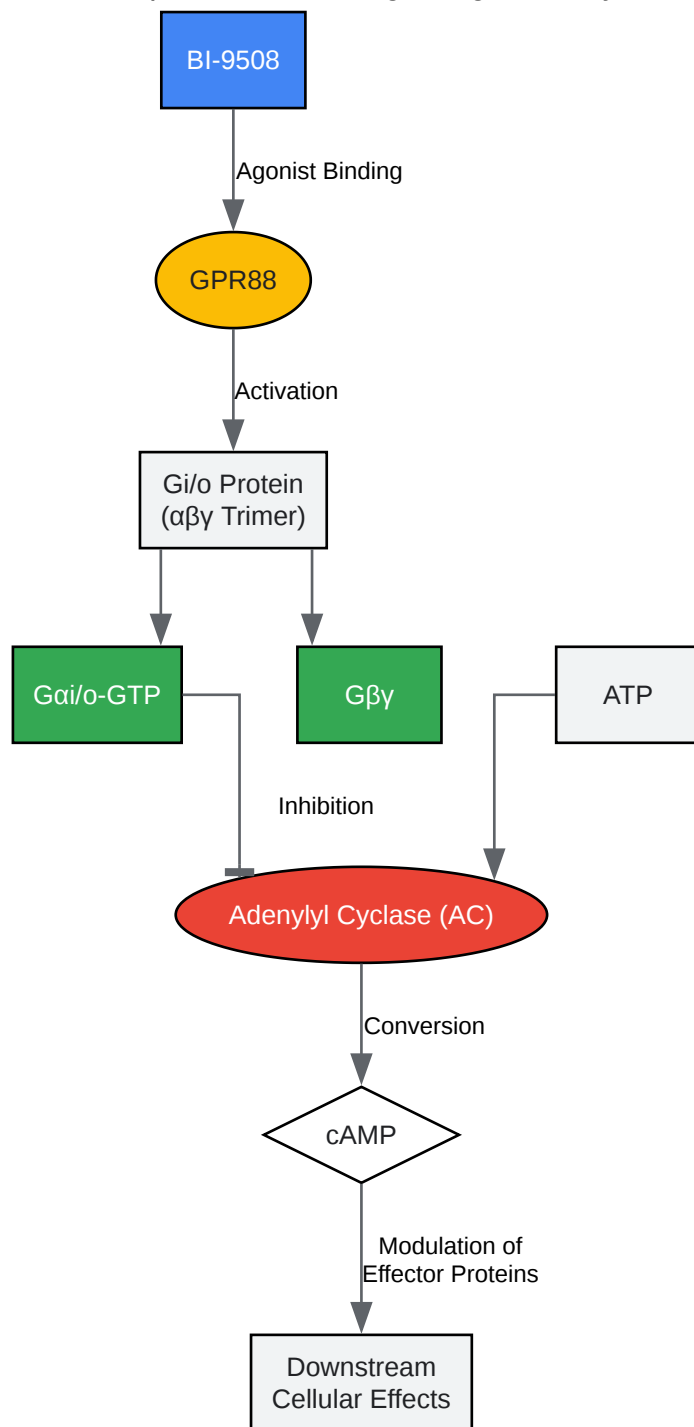 BI-9508
Agonist Binding
GPR88
Activation
Gi/o Protein
(αβγ Trimer)
Gαi/o-GTP
Gβγ
ATP
Inhibition
Adenylyl Cyclase (AC)
Conversion
cAMP
Modulation of
Effector Proteins
Downstream
Cellular Effects